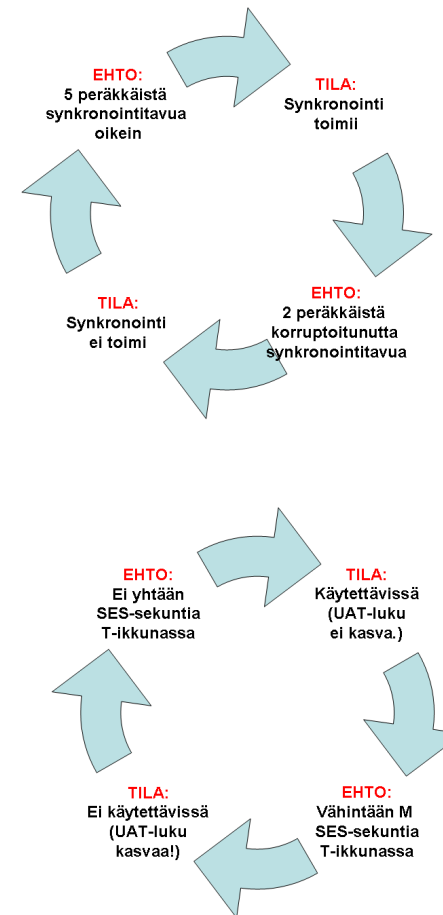 EHTO:
5 peräkkäistä
synkronointitavua
oikein
TILA:
Synkronointi
toimii
EHTO:
2 peräkkäistä
korruptoitunutta
synkronointitavua
TILA:
Synkronointi
ei toimi
EHTO:
Ei yhtään
SES-sekuntia
T-ikkunassa
TILA:
Käytettävissä
(UAT-luku
ei kasva.)
EHTO:
Vähintään M
SES-sekuntia
T-ikkunassa
TILA:
Ei käytettävissä
(UAT-luku
kasvaa!)